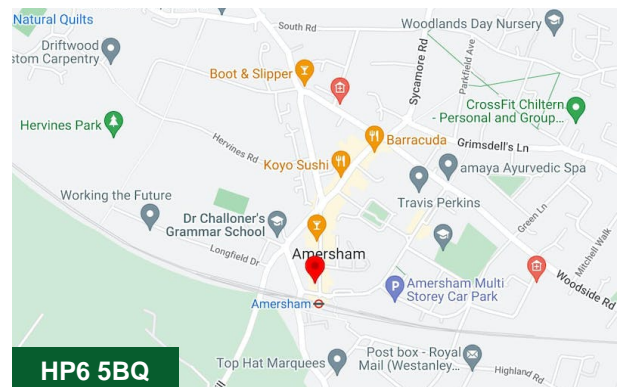 Natural Quilts
South Rd
Woodlands Day Nursery
Driftwood
stom Carpentry
Boot & Slipper
Sycamore Rd
Parkfield Ave
CrossFit Chiltern
- Personal and Group...
Hervines Park
Hervines Rd
Barracuda
Grimsdell's Ln
Koyo Sushi
amaya Ayurvedic Spa
Working the Future
Travis Perkins
Dr Challoner's
Grammar School
Green Ln
Mitchell Walk
Longfield Dr
Amersham
Woodside Rd
P
Amersham Multi
Storey Car Park
Amersham
HP6 5BQ
Top Hat Marquees
Post box - Royal
Mail (Westanley...
Highland Rd